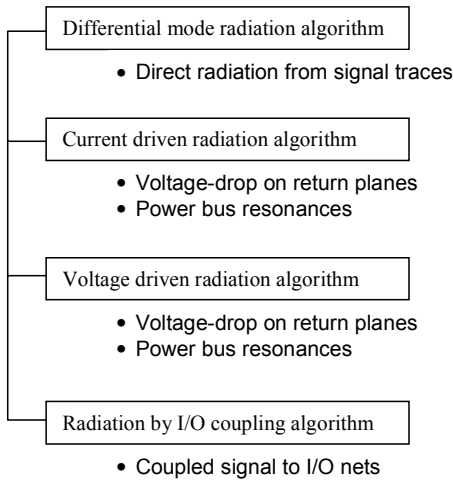 Differential mode radiation algorithm
• Direct radiation from signal traces
Current driven radiation algorithm
• Voltage-drop on return planes
• Power bus resonances
Voltage driven radiation algorithm
• Voltage-drop on return planes
• Power bus resonances
Radiation by I/O coupling algorithm
• Coupled signal to I/O nets